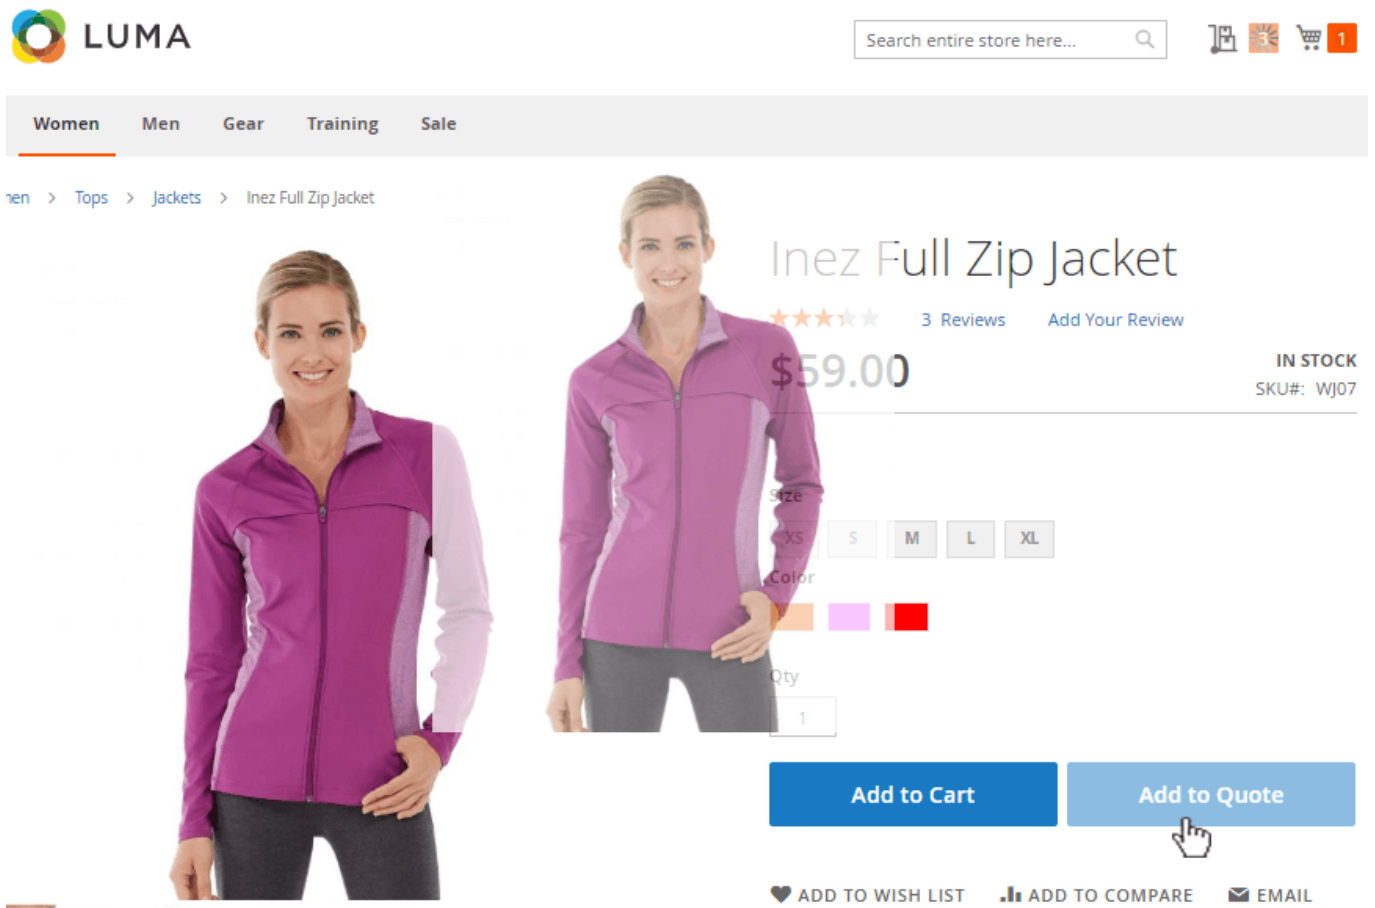 LUMA
Search entire store here...
3
1
Women Men Gear Training Sale
nen > Tops > Jackets > Inez Full Zip Jacket
Inez Full Zip Jacket
3 Reviews Add Your Review
$59.00
IN STOCK
SKU#: WJ07
Size
XS S M L XL
Color
Qty
1
Add to Cart Add to Quote
ADD TO WISH LIST ADD TO COMPARE EMAIL